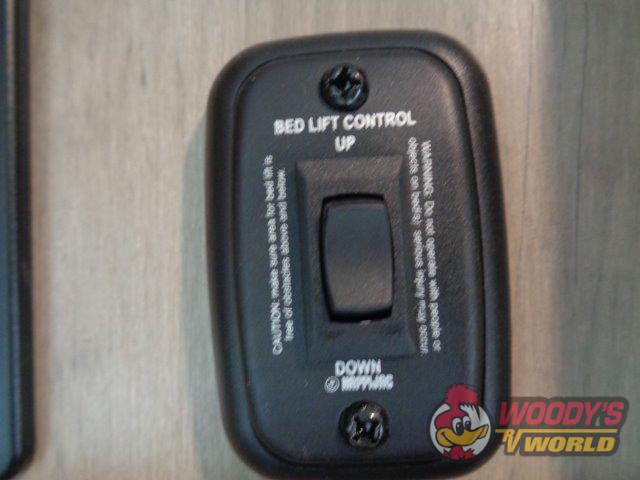 BED LIFT CONTROL
UP
CAUTION: make sure area for bed lift is
free of obstacles above and below.
WARNING: Do not operate with people or
objects on bed(s) serious injury may occur.
DOWN
HAPPIJAC
WOODY'S
RV WORLD